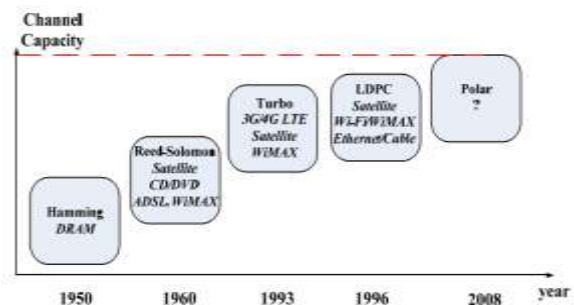 Channel
Capacity
Hamming
DRAM
Reed-Solomon
Satellite
CD/DVD
ADSL, WiMAX
Turbo
3G/4G LTE
Satellite
WiMAX
LDPC
Satellite
Wi-Fi/WiMAX
Ethernet/Cable
Polar
?
1950
1960
1993
1996
2008
year